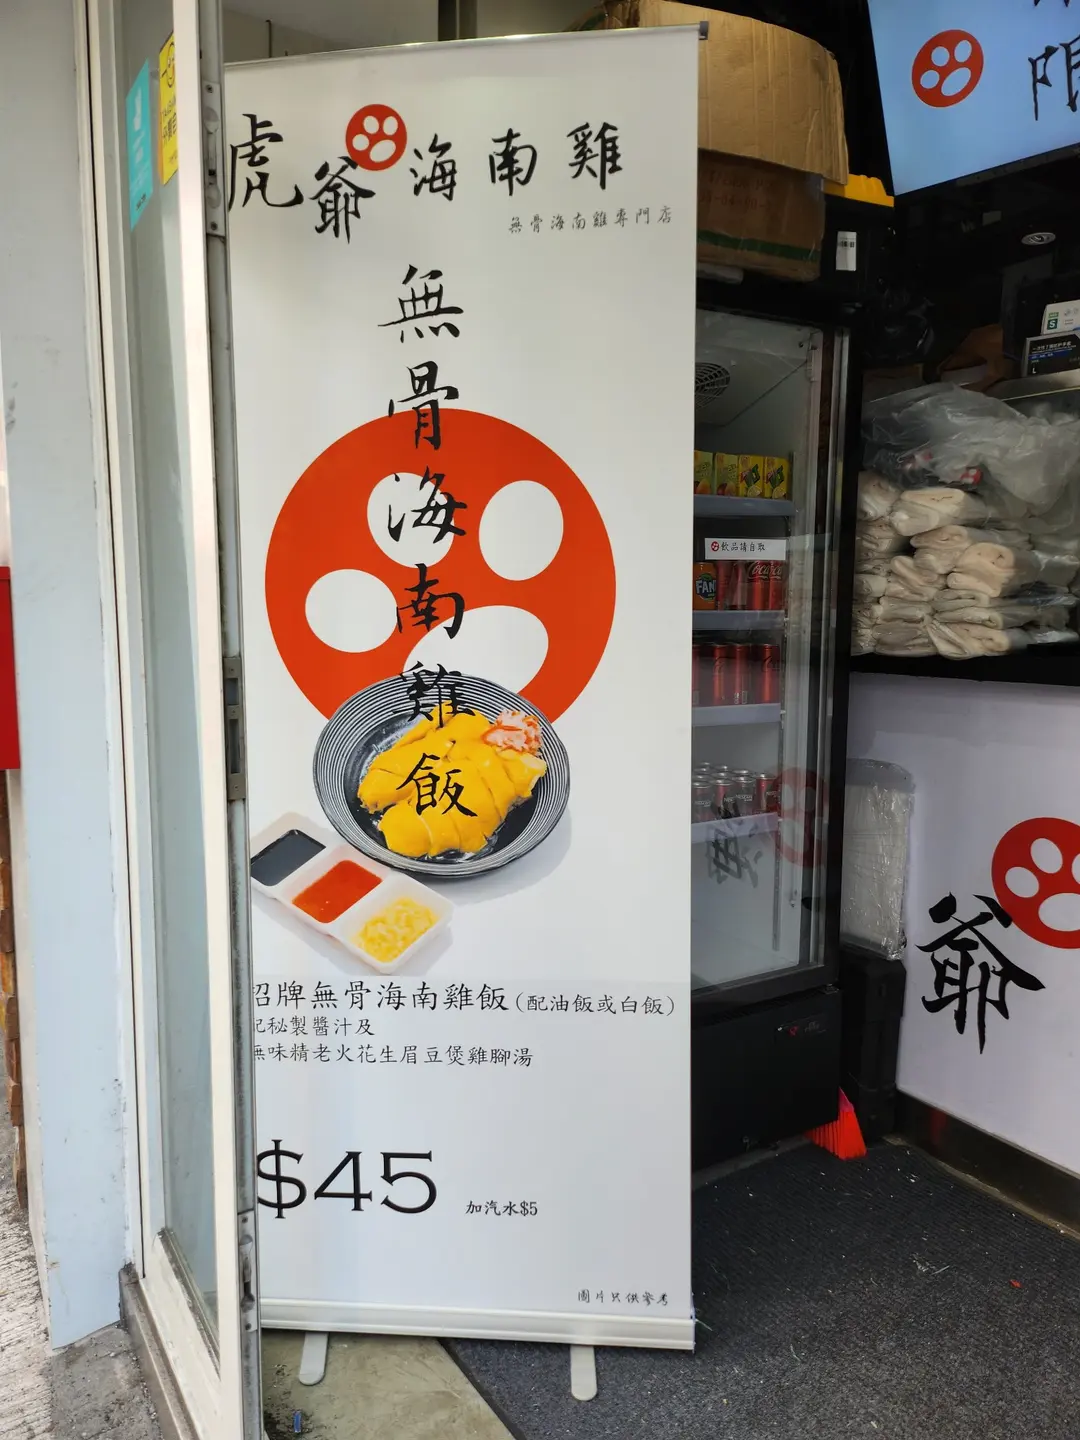 虎爺海南雞
無骨海南雞專門店
無骨海南雞飯
招牌無骨海南雞飯(配油飯或白飯)
配秘製醬汁及
無味精老火花生眉豆煲雞腳湯
$45
加汽水$5
圖片只供參考
飲品請自取
FAN
Coca
爺
限